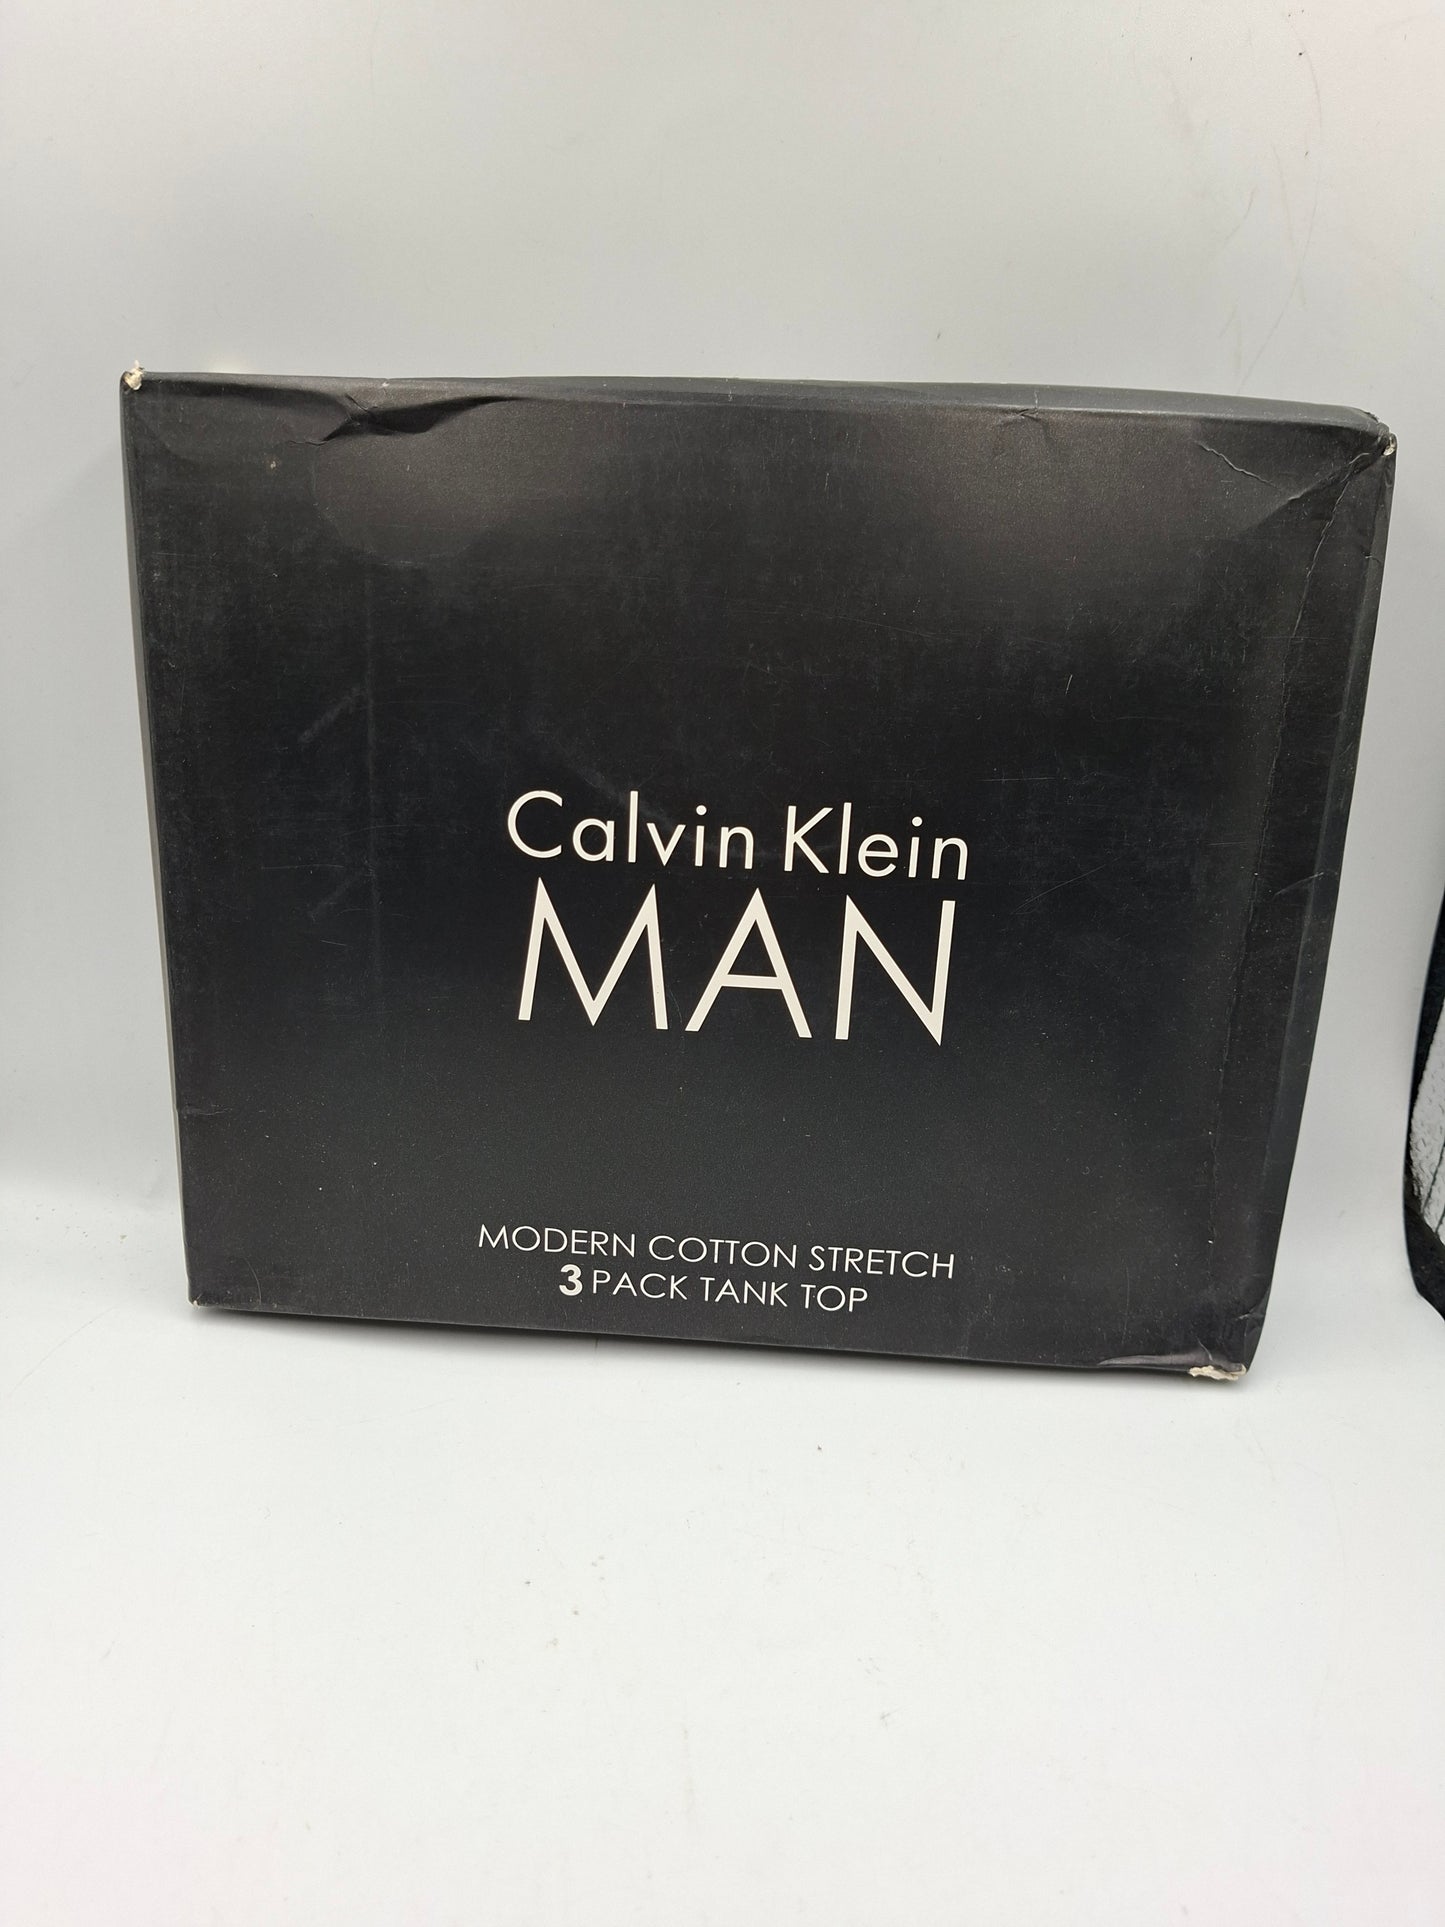 Calvin Klein
MAN
MODERN COTTON STRETCH
3 PACK TANK TOP